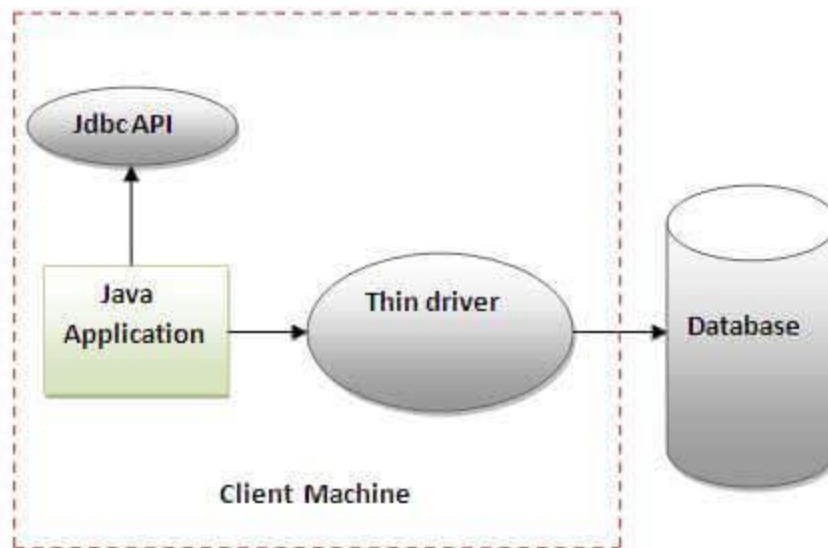 Jdbc API
Java
Application
Thin driver
Database
Client Machine